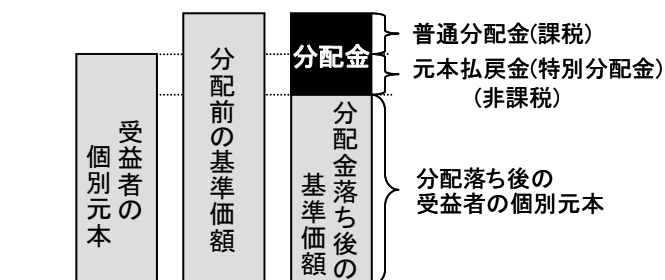 受益者の
個別元本
分配前の基準価額
分配金
分配金落ち後の
基準価額
普通分配金(課税)
元本払戻金(特別分配金)
(非課税)
分配落ち後の
受益者の個別元本